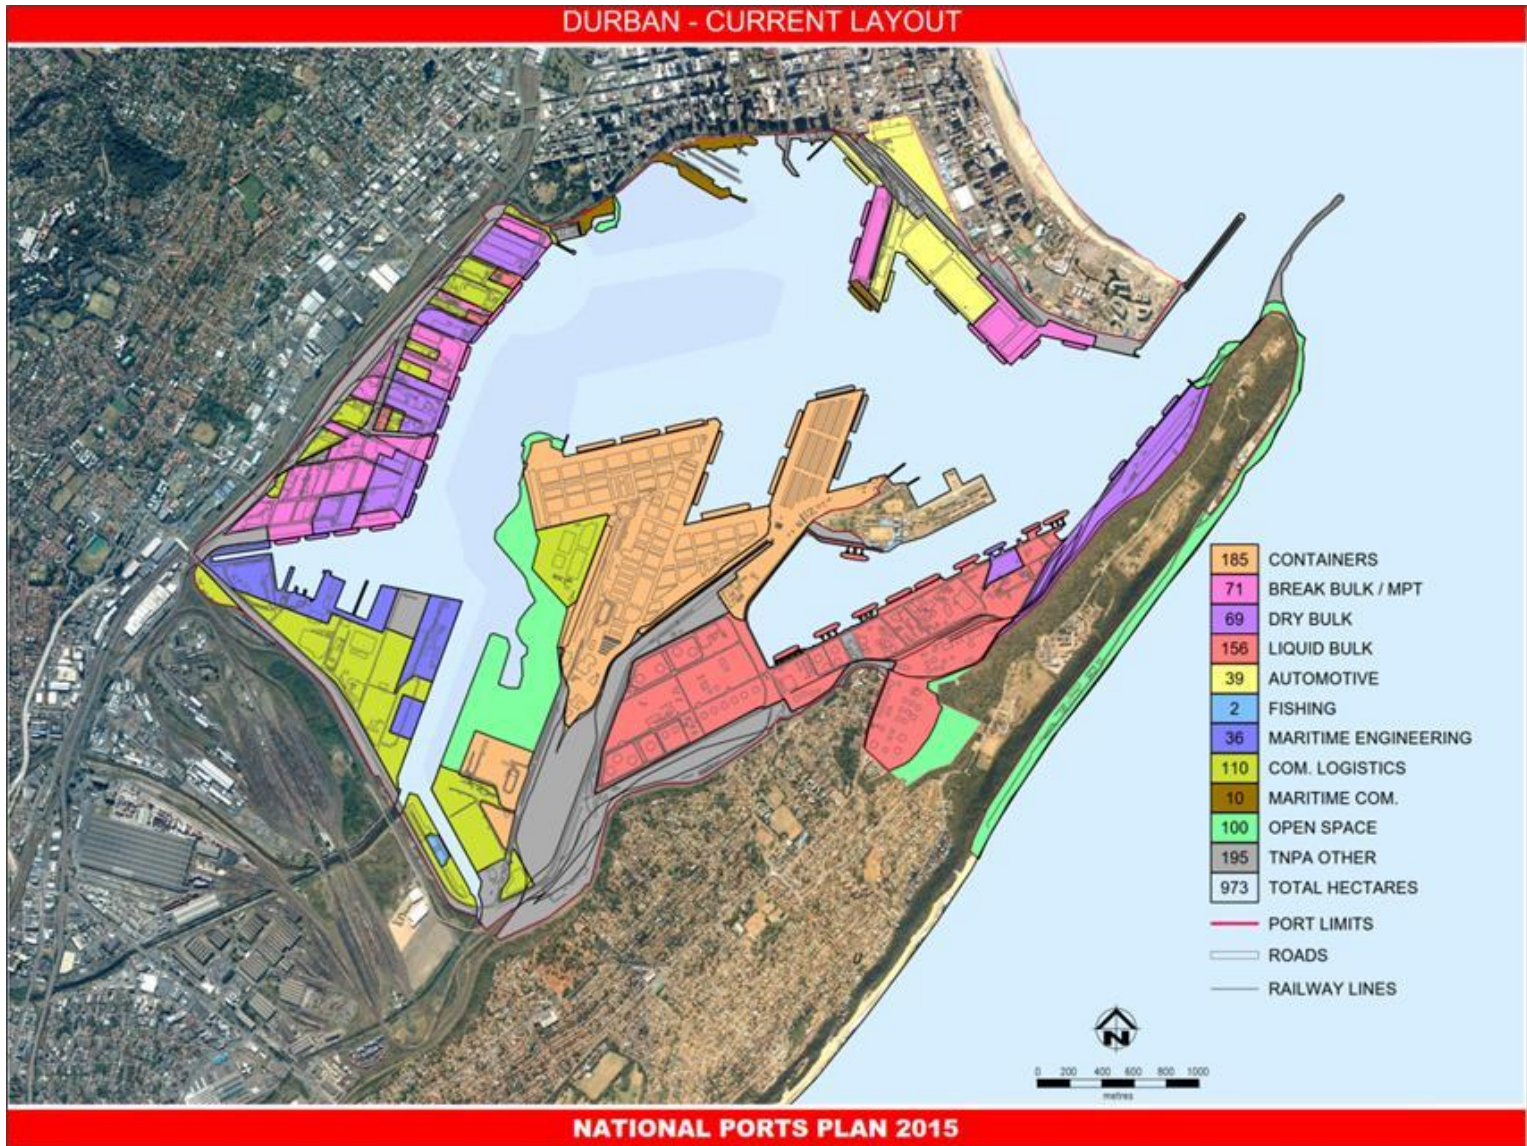 DURBAN - CURRENT LAYOUT
185 CONTAINERS
71 BREAK BULK / MPT
69 DRY BULK
156 LIQUID BULK
39 AUTOMOTIVE
2 FISHING
36 MARITIME ENGINEERING
110 COM. LOGISTICS
10 MARITIME COM.
100 OPEN SPACE
195 TNPA OTHER
973 TOTAL HECTARES
PORT LIMITS
ROADS
RAILWAY LINES
N
0 200 400 600 800 1000
metres
NATIONAL PORTS PLAN 2015